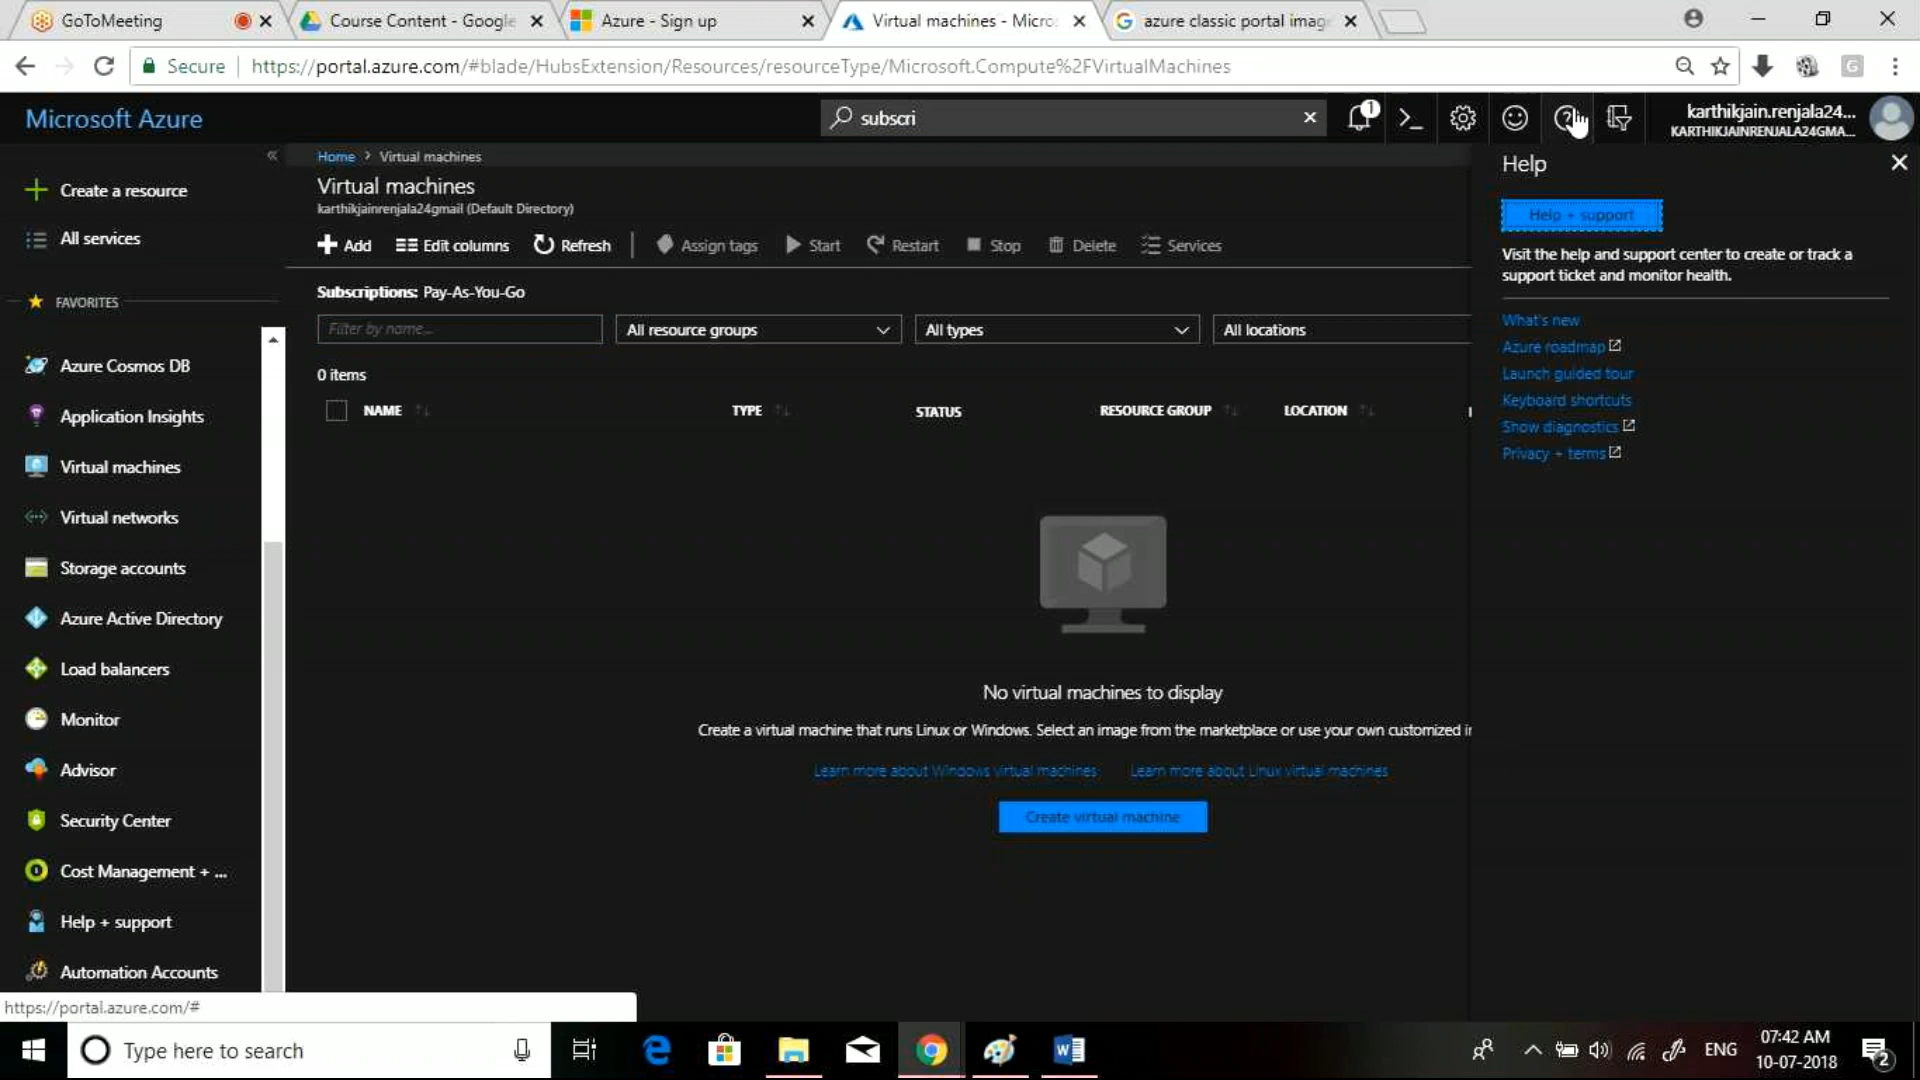 GoToMeeting
Course Content - Google
Azure - Sign up
Virtual machines - Micro
azure classic portal imag
Secure
https://portal.azure.com/#blade/HubsExtension/Resources/resourceType/Microsoft.Compute%2FVirtualMachines
Microsoft Azure
subscri
1
karthikjain.renjala24...
KARTHIKJAINRENJALA24GMA...
Create a resource
All services
FAVORITES
Azure Cosmos DB
Application Insights
Virtual machines
Virtual networks
Storage accounts
Azure Active Directory
Load balancers
Monitor
Advisor
Security Center
Cost Management + ...
Help + support
Automation Accounts
Home > Virtual machines
Virtual machines
karthikjainrenjala24gmail (Default Directory)
Add Edit columns Refresh Assign tags Start Restart Stop Delete Services
Subscriptions: Pay-As-You-Go
Filter by name... All resource groups All types All locations
0 items
NAME TYPE STATUS RESOURCE GROUP LOCATION
No virtual machines to display
Create a virtual machine that runs Linux or Windows. Select an image from the marketplace or use your own customized
Learn more about Windows virtual machines Learn more about Linux virtual machines
Create virtual machine
Help
Help + support
Visit the help and support center to create or track a
support ticket and monitor health.
What's new
Azure roadmap
Launch guided tour
Keyboard shortcuts
Show diagnostics
Privacy + terms
https://portal.azure.com/#
Type here to search
ENG
07:42 AM
10-07-2018
2